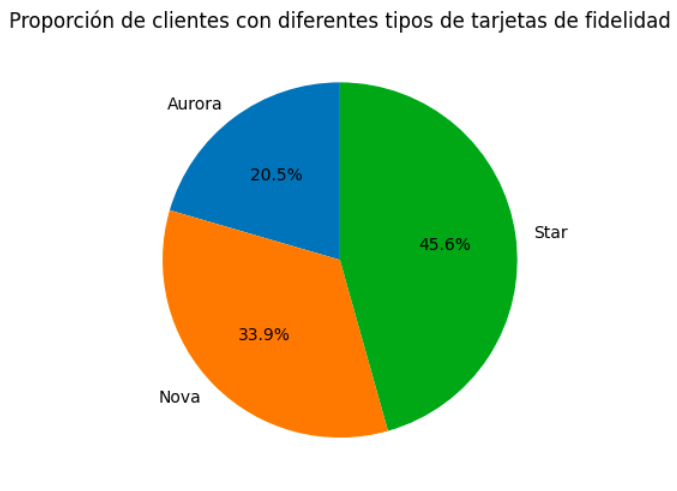 Proporción de clientes con diferentes tipos de tarjetas de fidelidad
Aurora
20.5%
Star
45.6%
33.9%
Nova